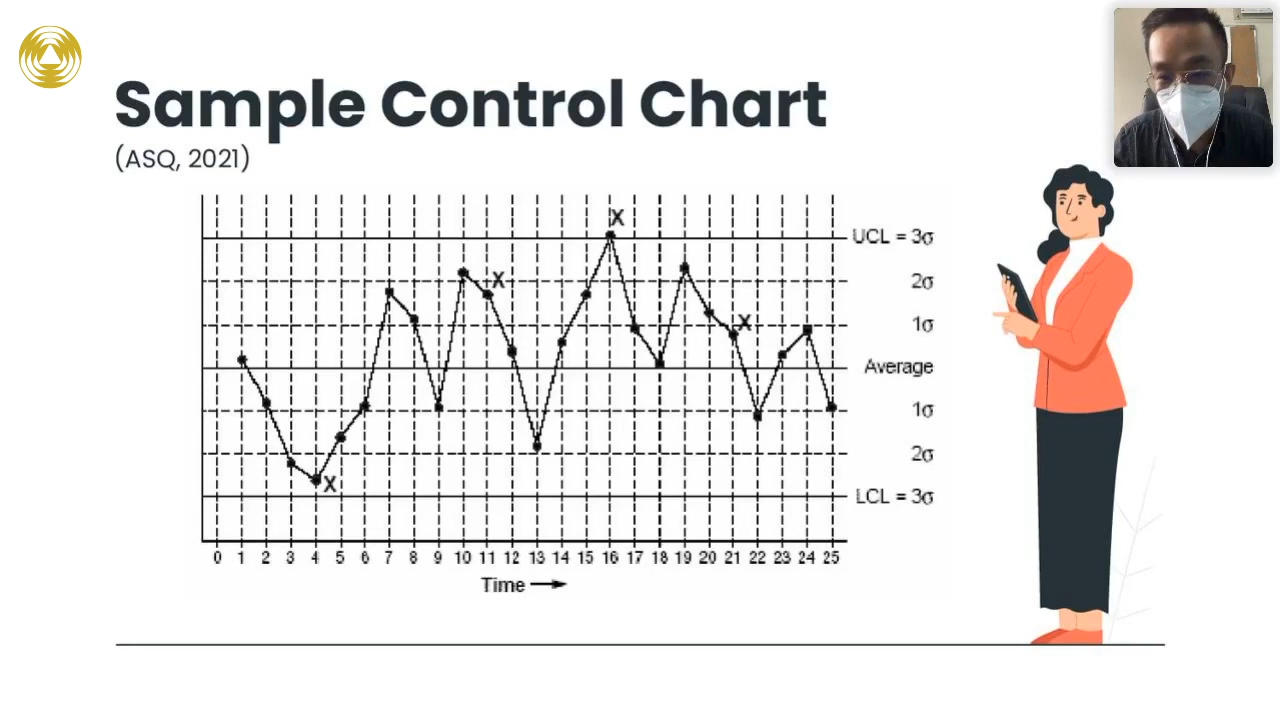 Sample Control Chart
(ASQ, 2021)
X
UCL = 3σ
X
2σ
X
1σ
Average
1σ
2σ
X
LCL = 3σ
0 1 2 3 4 5 6 7 8 9 10 11 12 13 14 15 16 17 18 19 20 21 22 23 24 25
Time